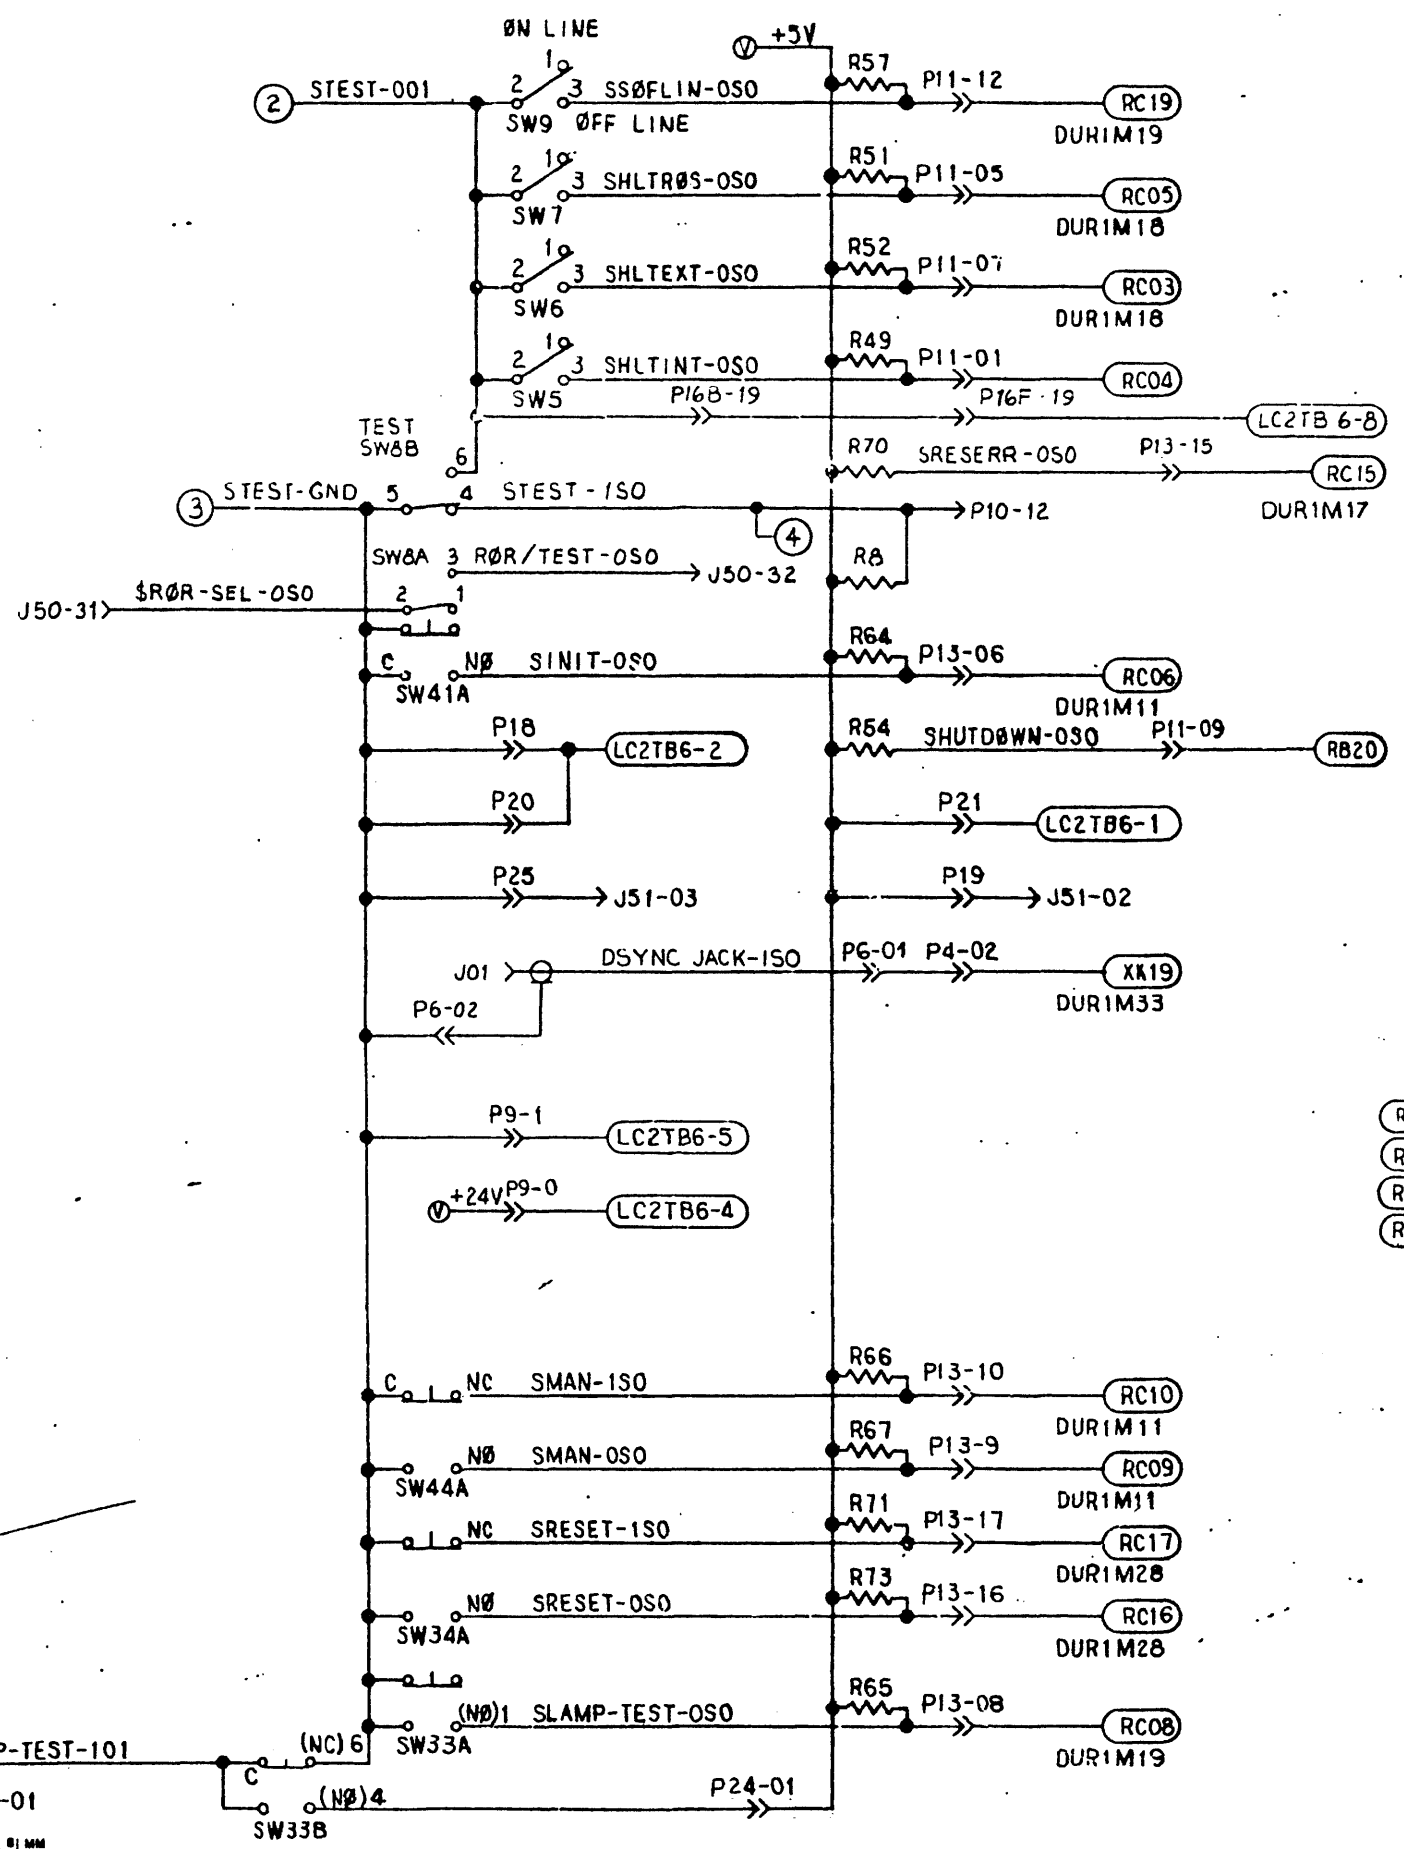 ØN LINE
+5V
V
1
R57
P11-12
2
STEST-001
2
3
SSØFLIN-0S0
RC19
SW9
ØFF LINE
DUR1M19
1
R51
P11-05
2
3
SHLTRØS-0S0
RC05
SW7
DUR1M18
1
R52
P11-07
2
3
SHLTEXT-0S0
RC03
SW6
DUR1M18
1
R49
P11-01
2
3
SHLTINT-0S0
RC04
SW5
P16B-19
P16F-19
LC2TB 6-8
TEST
SW8B
6
R70
SRESERR-0S0
P13-15
RC15
DUR1M17
3
STEST-GND
5
4
STEST-1S0
P10-12
4
SW8A
3
RØR/TEST-0S0
J50-32
R8
J50-31
$RØR-SEL-0S0
2
1
R64
P13-06
C
NØ
SINIT-0S0
RC06
SW41A
DUR1M11
P18
LC2TB6-2
R54
SHUTDØWN-0S0
P11-09
RB20
P20
P21
LC2TB6-1
P25
J51-03
P19
J51-02
J01
DSYNC JACK-1S0
P6-01
P4-02
XK19
DUR1M33
P6-02
R
P9-1
LC2TB6-5
R
V
+24V
P9-0
LC2TB6-4
R
R
R66
P13-10
C
NC
SMAN-1S0
RC10
DUR1M11
R67
P13-9
NØ
SMAN-0S0
RC09
SW44A
DUR1M11
R71
P13-17
NC
SRESET-1S0
RC17
DUR1M28
R73
P13-16
NØ
SRESET-0S0
RC16
SW34A
DUR1M28
R65
P13-08
(NØ)1
SLAMP-TEST-0S0
RC08
SW33A
DUR1M19
P-TEST-101
(NC)6
C
-01
(NØ)4
P24-01
SW33B